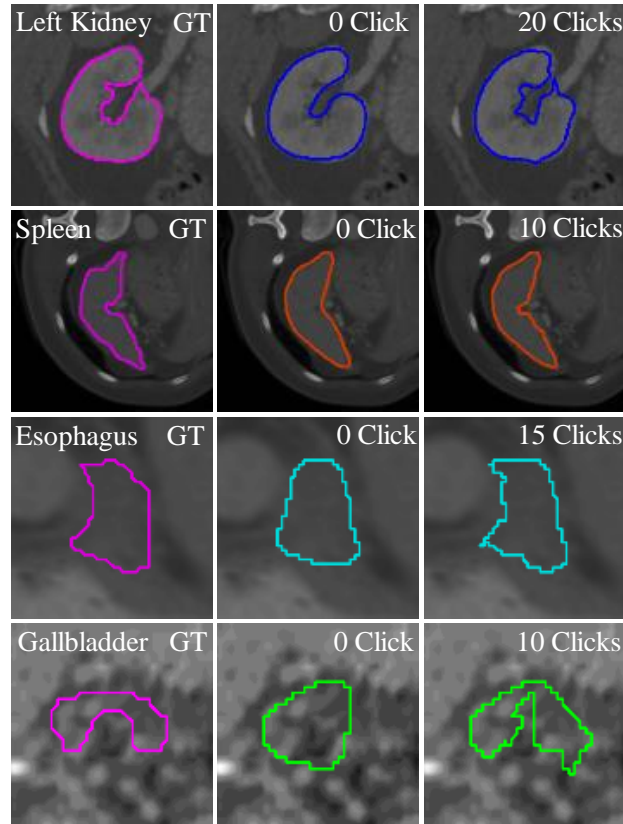 Left Kidney GT 0 Click 20 Clicks
Spleen GT 0 Click 10 Clicks
Esophagus GT 0 Click 15 Clicks
Gallbladder GT 0 Click 10 Clicks